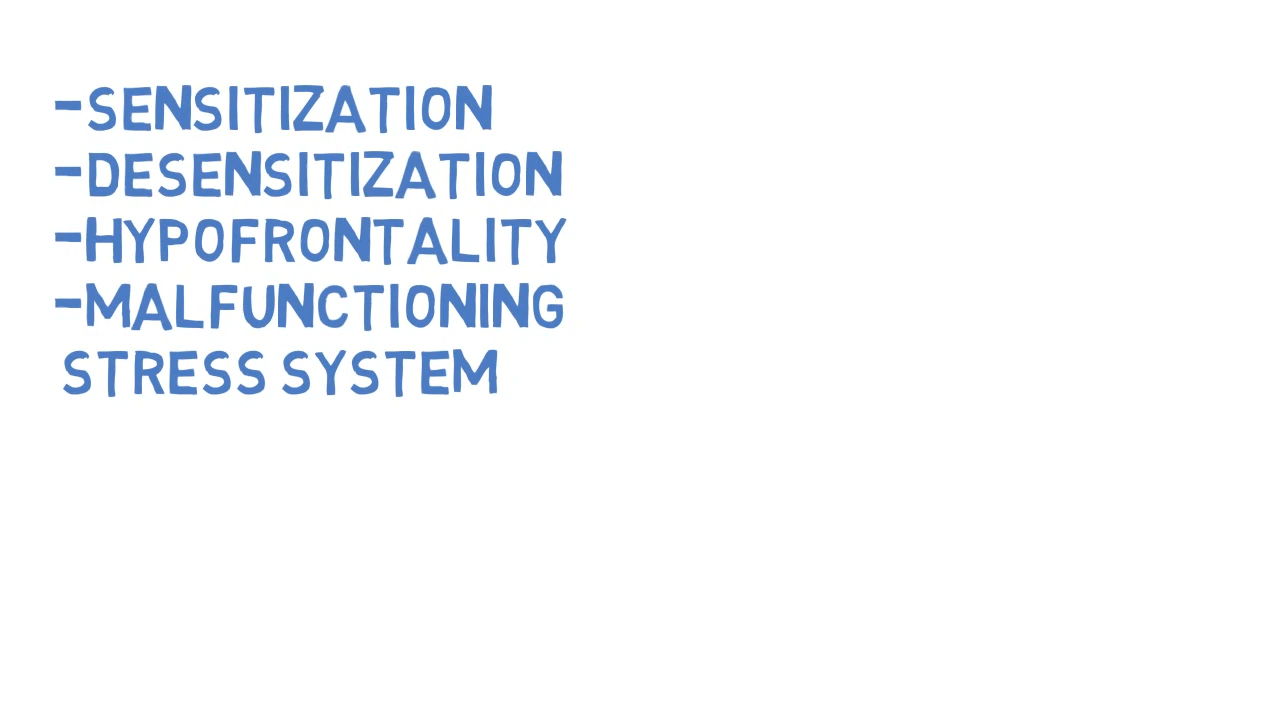 -SENSITIZATION
-DESENSITIZATION
-HYPOFRONTALITY
-MALFUNCTIONING
STRESS SYSTEM